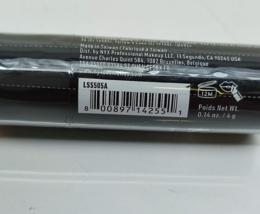 Made in Taiwan / Fabriqué à Taiwan
Dist. by NYX Professional Makeup LLC, El Segundo, CA 90245 USA
Avenue Charles Quint 584, 1082 Bruxelles, Belgique
LSSS05A
8 00897 14255 1
12M
Poids Net Wt.
0.14 oz. / 4 g